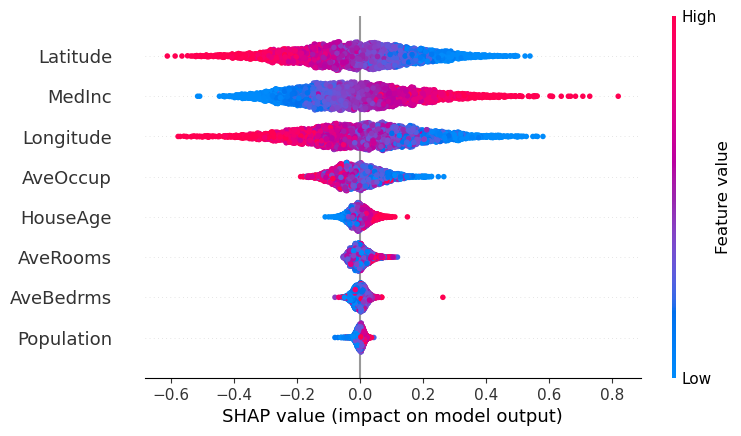 High
Latitude
MedInc
Longitude
AveOccup
HouseAge
AveRooms
AveBedrms
Population
Feature value
Low
−0.6 −0.4 −0.2 0.0 0.2 0.4 0.6 0.8
SHAP value (impact on model output)